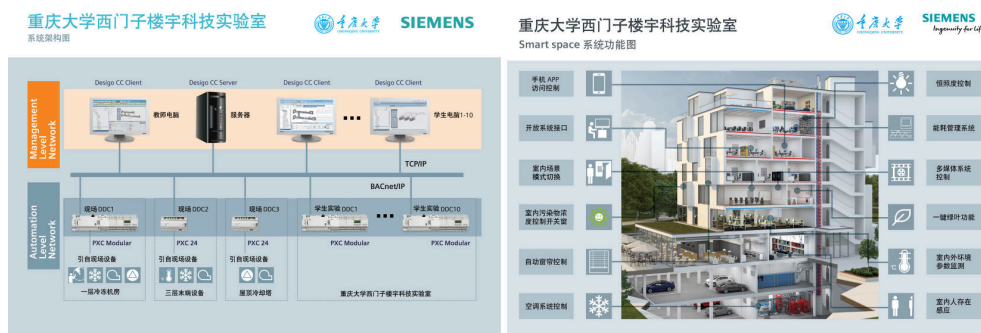 重庆大学西门子楼宇科技实验室
系统架构图
重庆大学
CHONGQING UNIVERSITY
SIEMENS
Desigo CC Client
Desigo CC Server
Desigo CC Client
Desigo CC Client
教师电脑
服务器
学生电脑1-10
Management
Level
Network
TCP/IP
BACnet/IP
Automation
Level
Network
现场 DDC1
现场 DDC2
现场 DDC3
学生实验 DDC1
学生实验 DDC10
PXC Modular
PXC 24
PXC 24
PXC Modular
PXC Modular
引自现场设备
引自现场设备
引自现场设备
一层冷冻机房
三层末端设备
屋顶冷却塔
重庆大学西门子楼宇科技实验室
重庆大学西门子楼宇科技实验室
Smart space 系统功能图
重庆大学
CHONGQING UNIVERSITY
SIEMENS
Ingenuity for life
手机 APP
访问控制
开放系统接口
室内场景
模式切换
室内污染物浓
度控制开关窗
自动窗帘控制
空调系统控制
恒照度控制
能耗管理系统
多媒体系统
控制
一键绿叶功能
室内外环境
参数监测
室内人存在
感应